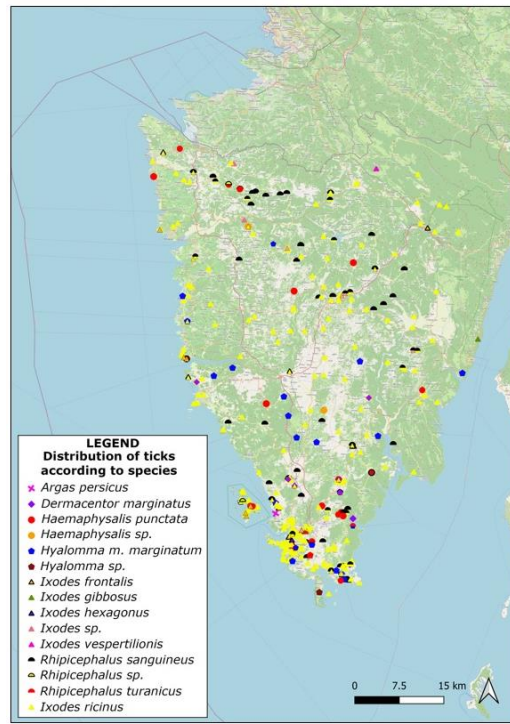 LEGEND
Distribution of ticks
according to species
Argas persicus
Dermacentor marginatus
Haemaphysalis punctata
Haemaphysalis sp.
Hyalomma m. marginatum
Hyalomma sp.
Ixodes frontalis
Ixodes gibbosus
Ixodes hexagonus
Ixodes sp.
Ixodes vespertilionis
Rhipicephalus sanguineus
Rhipicephalus sp.
Rhipicephalus turanicus
Ixodes ricinus
0 7.5 15 km